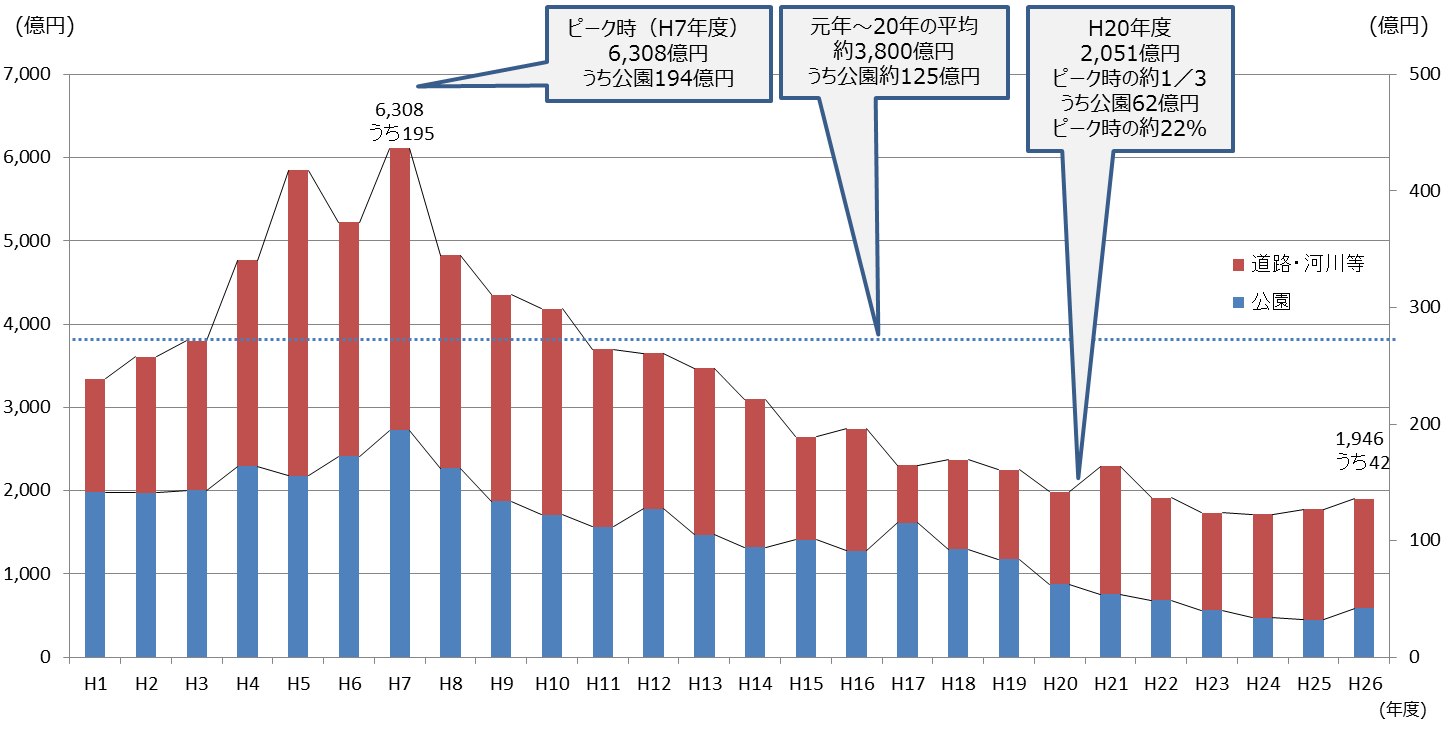 (億円)
ピーク時（H7年度）
6,308億円
うち公園194億円
元年～20年の平均
約3,800億円
うち公園約125億円
H20年度
2,051億円
ピーク時の約1／3
うち公園62億円
ピーク時の約22%
(億円)
7,000
6,000
5,000
4,000
3,000
2,000
1,000
0
6,308
うち195
道路・河川等
公園
1,946
うち42
500
400
300
200
100
0
H1 H2 H3 H4 H5 H6 H7 H8 H9 H10 H11 H12 H13 H14 H15 H16 H17 H18 H19 H20 H21 H22 H23 H24 H25 H26
(年度)